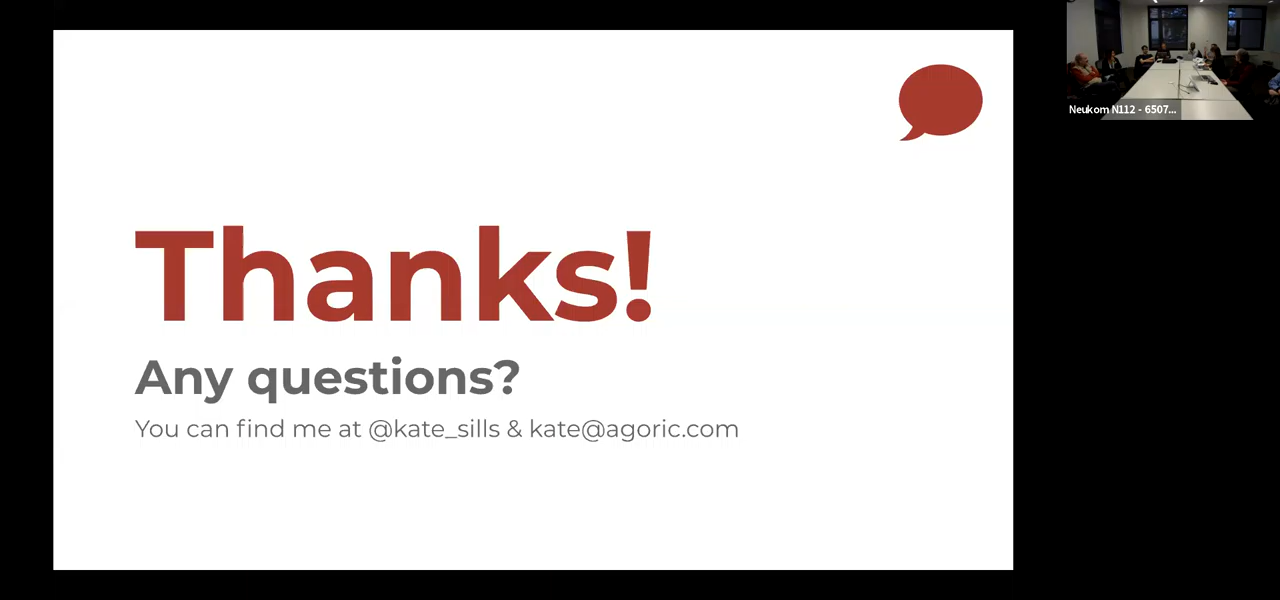 Thanks!
Any questions?
You can find me at @kate_sills & kate@agoric.com
Neukom N112 - 6507...